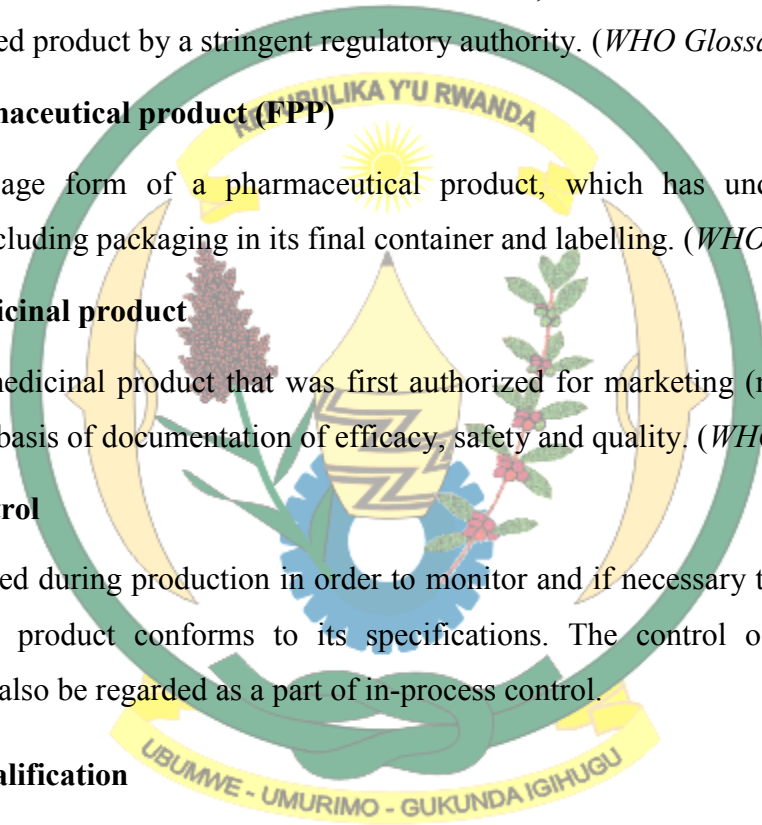 ed product by a stringent regulatory authority. (WHO Glossa
REPUBULIKA Y'U RWANDA
naceutical product (FPP)
age form of a pharmaceutical product, which has und
cluding packaging in its final container and labelling. (WHO
icinal product
nedicinal product that was first authorized for marketing (r
basis of documentation of efficacy, safety and quality. (WHO
rol
ed during production in order to monitor and if necessary t
product conforms to its specifications. The control o
also be regarded as a part of in-process control.
alification
UBUMWE - UMURIMO - GUKUNDA IGIHUGU